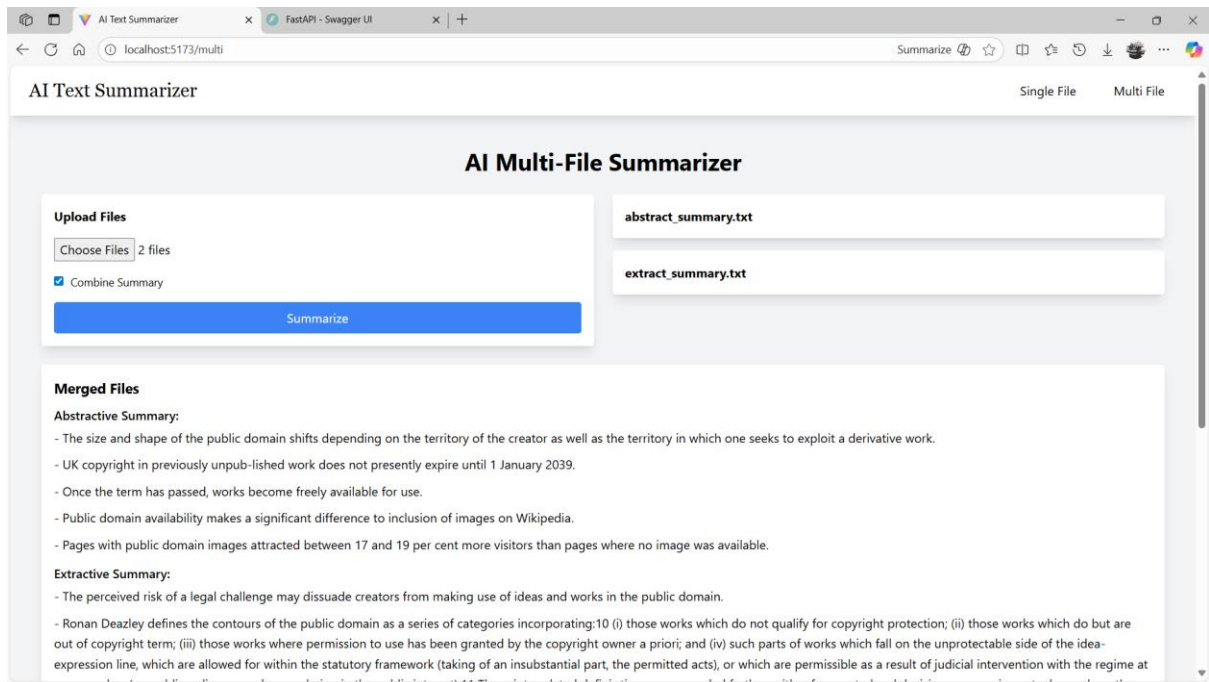 AI Text Summarizer
FastAPI - Swagger UI
localhost:5173/multi
Summarize
AI Text Summarizer
Single File
Multi File
AI Multi-File Summarizer
Upload Files
Choose Files 2 files
Combine Summary
Summarize
abstract_summary.txt
extract_summary.txt
Merged Files
Abstractive Summary:
- The size and shape of the public domain shifts depending on the territory of the creator as well as the territory in which one seeks to exploit a derivative work.
- UK copyright in previously unpub-lished work does not presently expire until 1 January 2039.
- Once the term has passed, works become freely available for use.
- Public domain availability makes a significant difference to inclusion of images on Wikipedia.
- Pages with public domain images attracted between 17 and 19 per cent more visitors than pages where no image was available.
Extractive Summary:
- The perceived risk of a legal challenge may dissuade creators from making use of ideas and works in the public domain.
- Ronan Deazley defines the contours of the public domain as a series of categories incorporating:10 (i) those works which do not qualify for copyright protection; (ii) those works which do but are
out of copyright term; (iii) those works where permission to use has been granted by the copyright owner a priori; and (iv) such parts of works which fall on the unprotectable side of the idea-
expression line, which are allowed for within the statutory framework (taking of an insubstantial part, the permitted acts), or which are permissible as a result of judicial intervention with the regime at